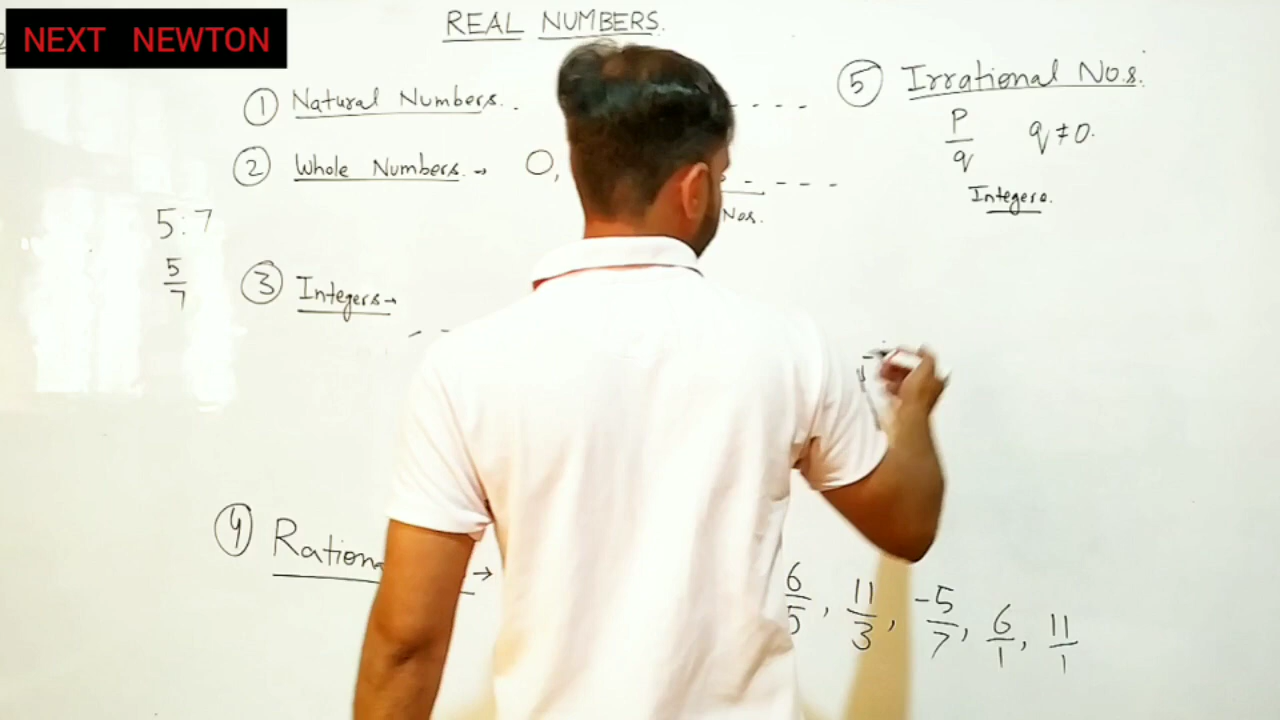 NEXT NEWTON
REAL NUMBERS.
① Natural Numbers. . - - - -
② Whole Numbers. → 0, - - - - -
Nos.
5:7
5/7
③ Integers→
④ →
6/5, 11/3, -5/7, 6/1, 11/1
⑤ Irrational No.s.
P/q q ≠ 0.
Integers.